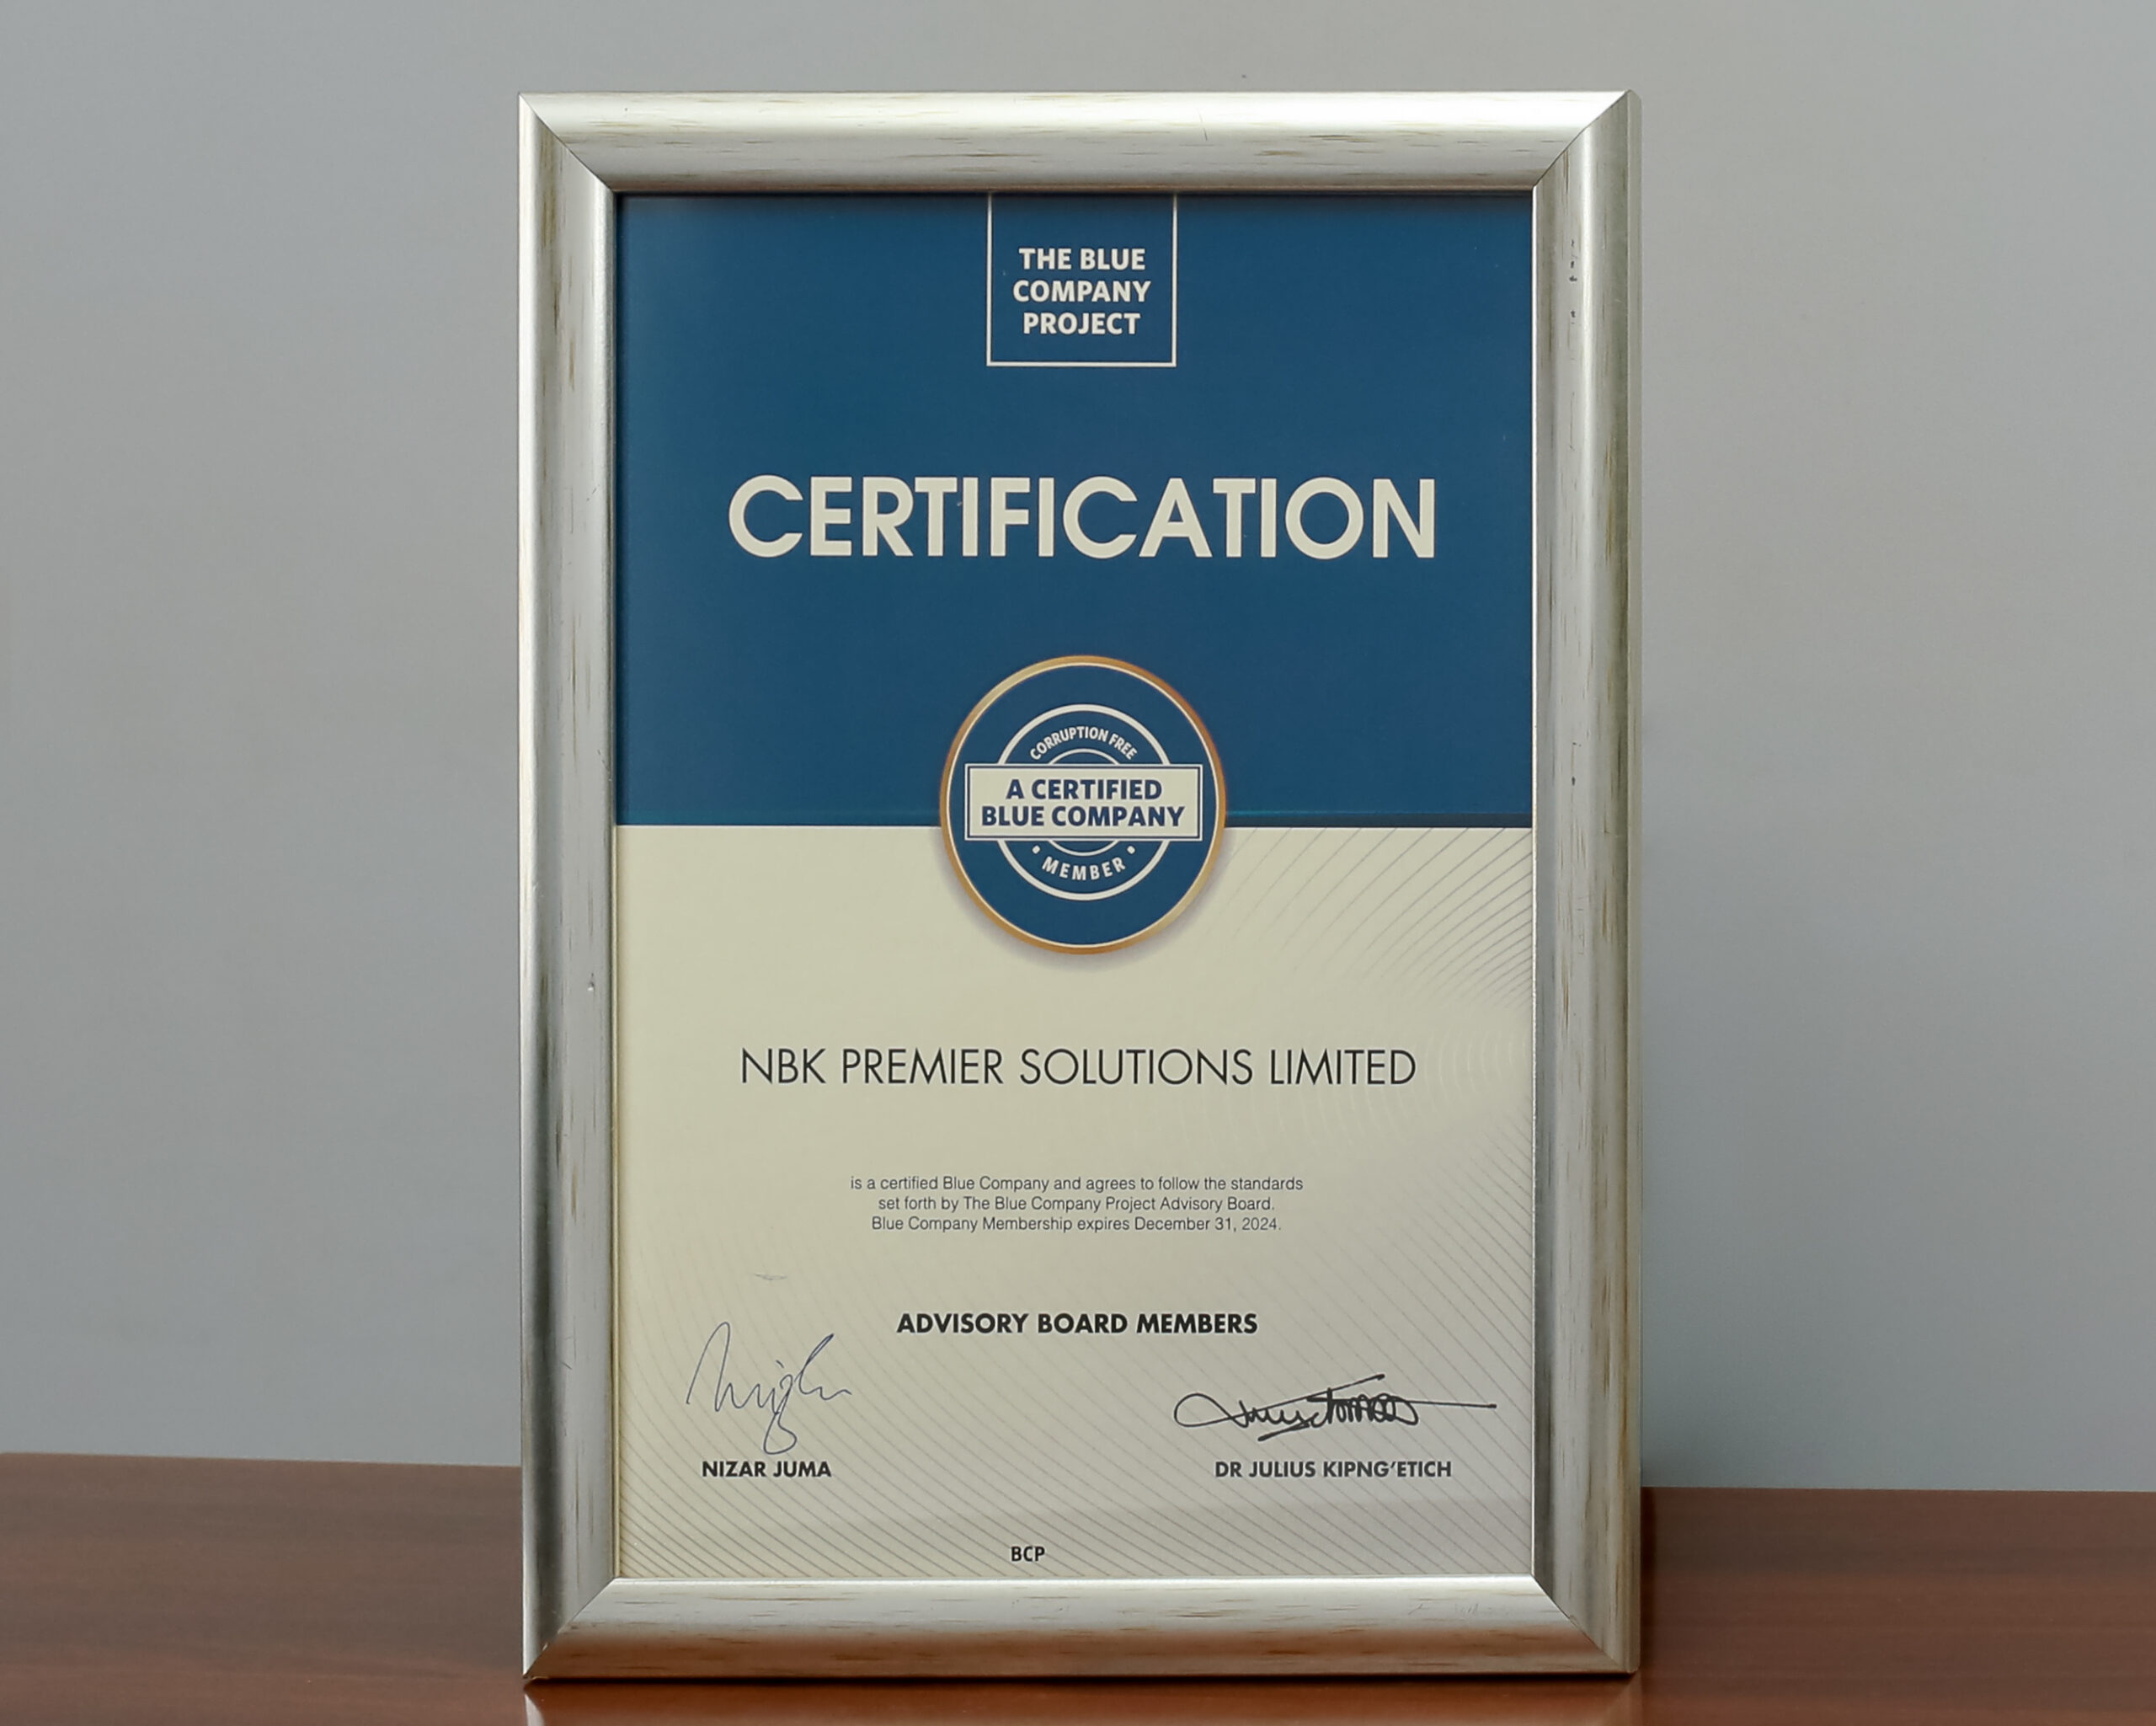 THE BLUE
COMPANY
PROJECT
CERTIFICATION
CORRUPTION FREE
A CERTIFIED
BLUE COMPANY
• MEMBER •
NBK PREMIER SOLUTIONS LIMITED
is a certified Blue Company and agrees to follow the standards
set forth by The Blue Company Project Advisory Board.
Blue Company Membership expires December 31, 2024.
ADVISORY BOARD MEMBERS
NIZAR JUMA
DR JULIUS KIPNG'ETICH
BCP